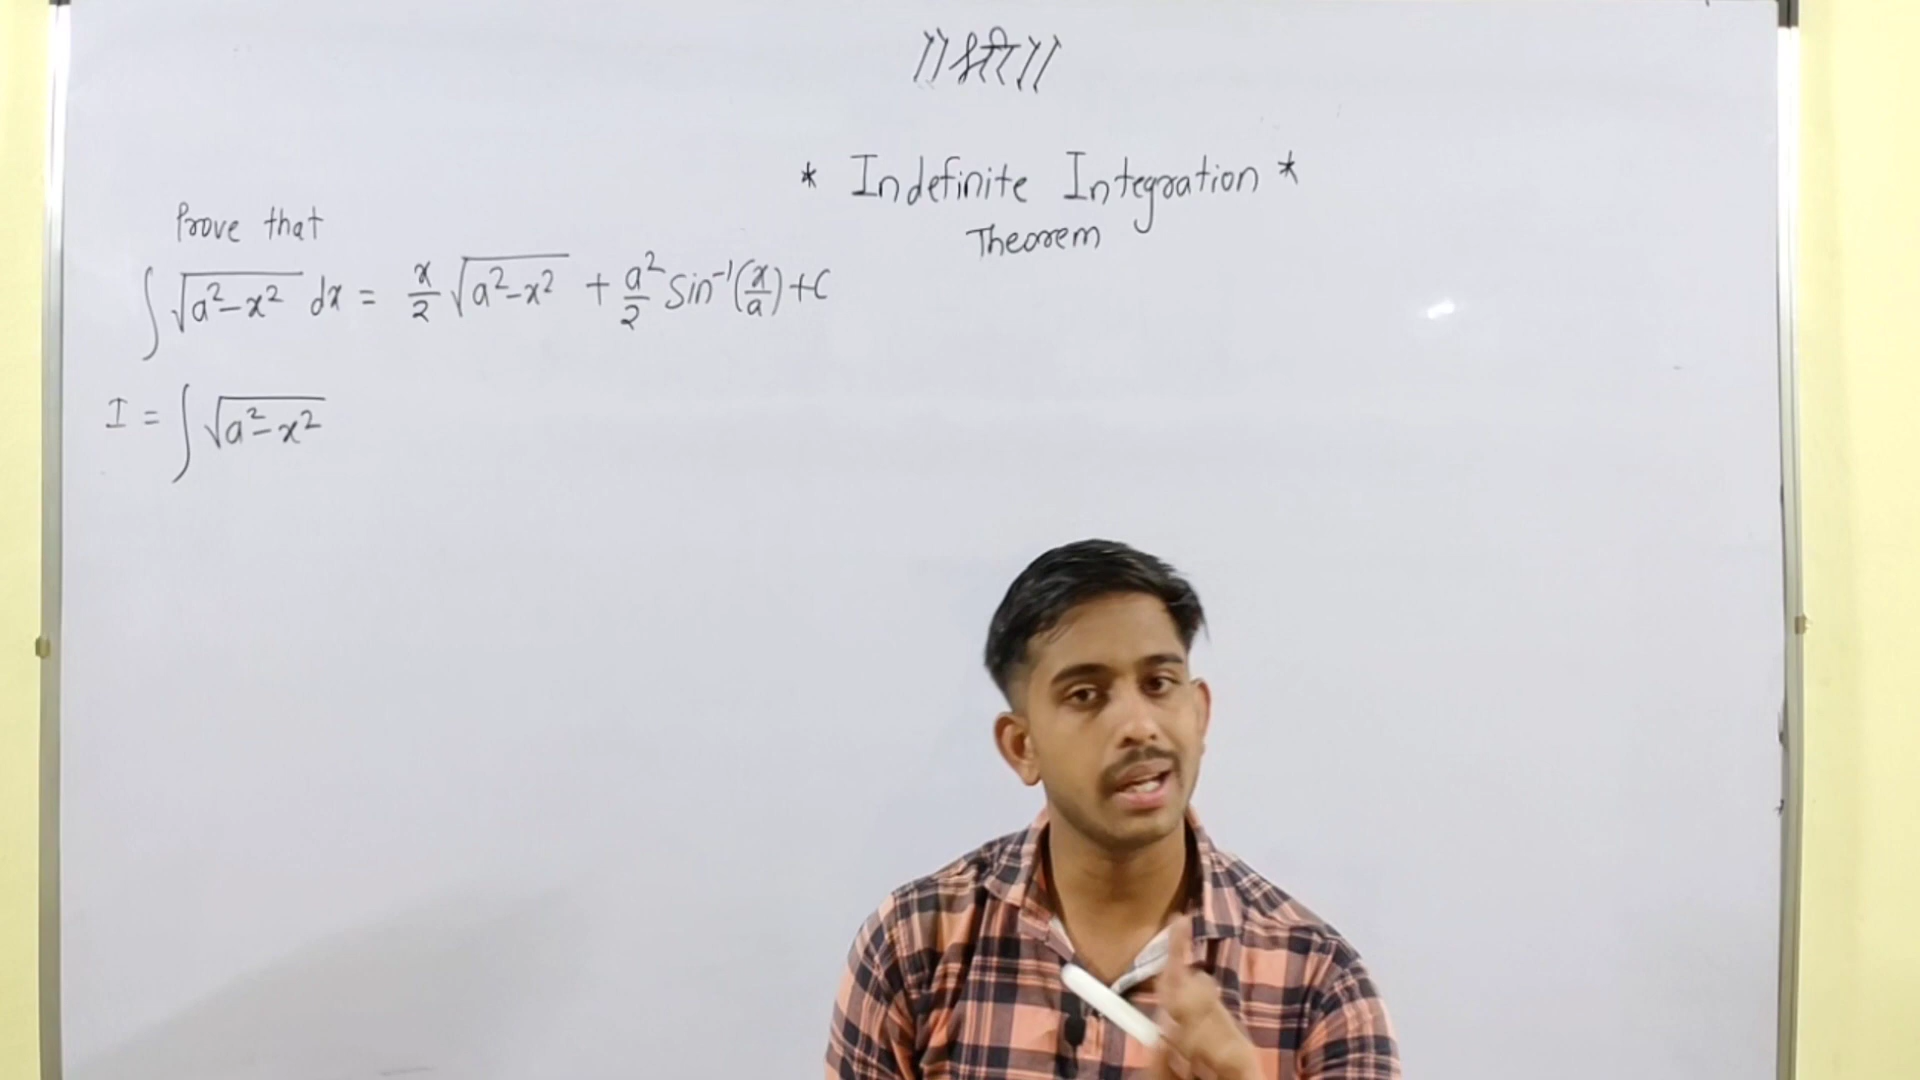 ॥ श्री ॥
* Indefinite Integration *
Theorem
Prove that
∫ √(a²-x²) dx = x/2 √(a²-x²) + a²/2 Sin⁻¹(x/a) + C
I = ∫ √(a²-x²)